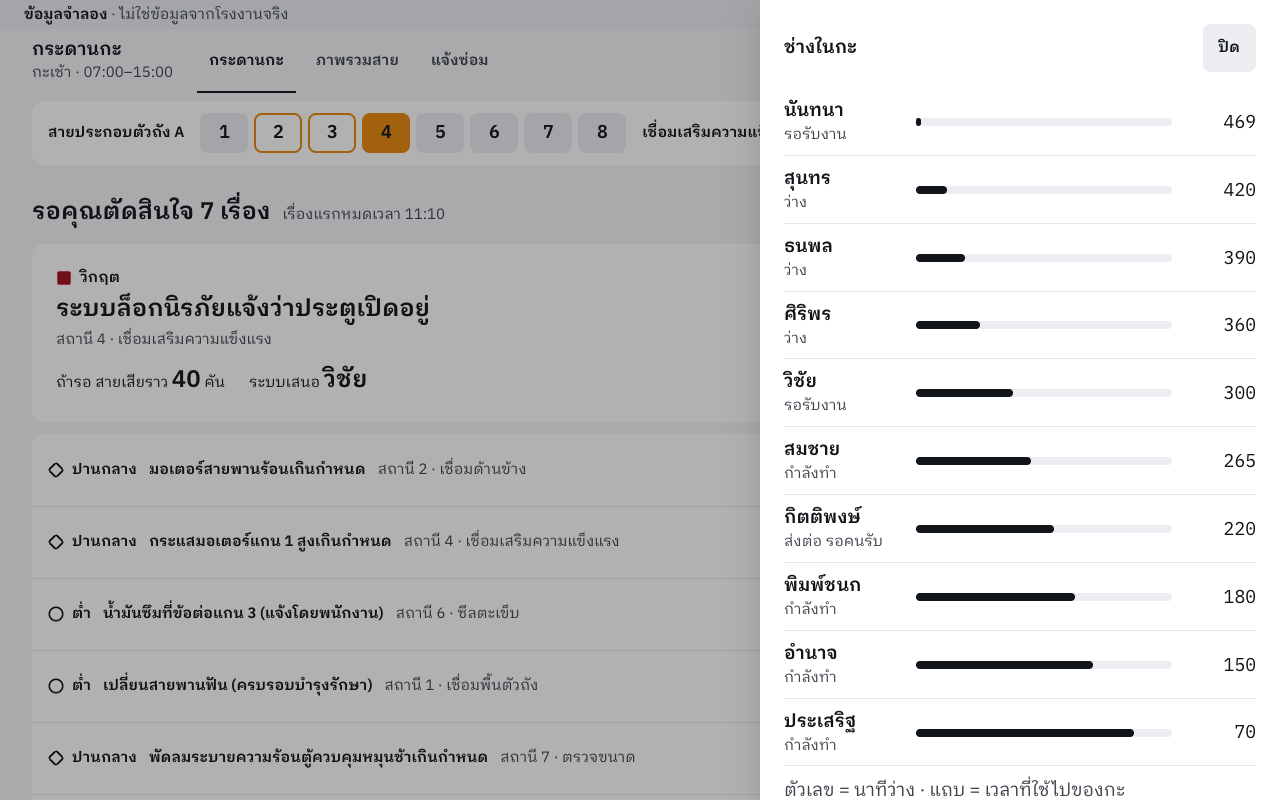 ข้อมูลจำลอง · ไม่ใช่ข้อมูลจากโรงงานจริง
กระดานกะ
กะเช้า · 07:00–15:00
กระดานกะ ภาพรวมสาย แจ้งซ่อม
สายประกอบตัวถัง A 1 2 3 4 5 6 7 8
รอคุณตัดสินใจ 7 เรื่อง เรื่องแรกหมดเวลา 11:10
วิกฤต
ระบบล็อกนิรภัยแจ้งว่าประตูเปิดอยู่
สถานี 4 · เชื่อมเสริมความแข็งแรง
ถ้ารอ สายเสียราว 40 คัน ระบบเสนอ วิชัย
ปานกลาง มอเตอร์สายพานร้อนเกินกำหนด สถานี 2 · เชื่อมด้านข้าง
ปานกลาง กระแสมอเตอร์แกน 1 สูงเกินกำหนด สถานี 4 · เชื่อมเสริมความแข็งแรง
ต่ำ น้ำมันซึมที่ข้อต่อแกน 3 (แจ้งโดยพนักงาน) สถานี 6 · ซีลตะเข็บ
ต่ำ เปลี่ยนสายพานฟัน (ครบรอบบำรุงรักษา) สถานี 1 · เชื่อมพื้นตัวถัง
ปานกลาง พัดลมระบายความร้อนตู้ควบคุมหมุนช้าเกินกำหนด สถานี 7 · ตรวจขนาด
ช่างในกะ
ปิด
นันทนา 469
รอรับงาน
สุนทร 420
ว่าง
ธนพล 390
ว่าง
ศิริพร 360
ว่าง
วิชัย 300
รอรับงาน
สมชาย 265
กำลังทำ
กิตติพงษ์ 220
ส่งต่อ รอคนรับ
พิมพ์ชนก 180
กำลังทำ
อำนาจ 150
กำลังทำ
ประเสริฐ 70
กำลังทำ
ตัวเลข = นาทีว่าง · แถบ = เวลาที่ใช้ไปของกะ